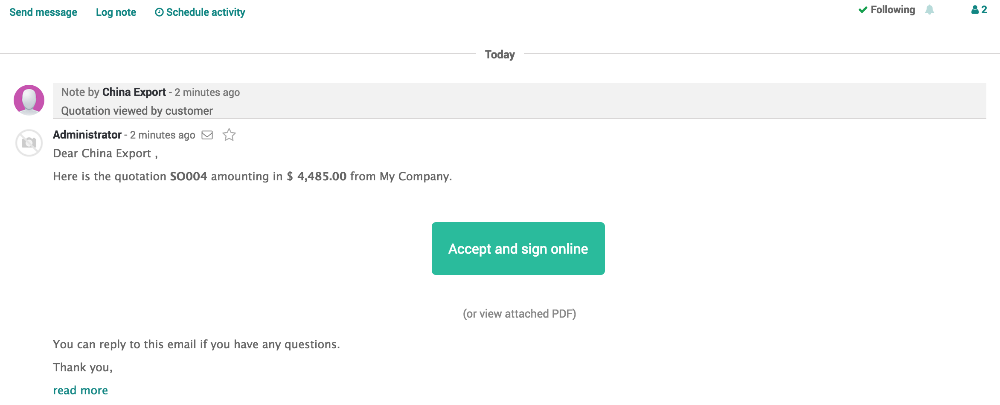 Send message Log note Schedule activity Following 2
Today
Note by China Export - 2 minutes ago
Quotation viewed by customer
Administrator - 2 minutes ago
Dear China Export ,
Here is the quotation SO004 amounting in $ 4,485.00 from My Company.
Accept and sign online
(or view attached PDF)
You can reply to this email if you have any questions.
Thank you,
read more